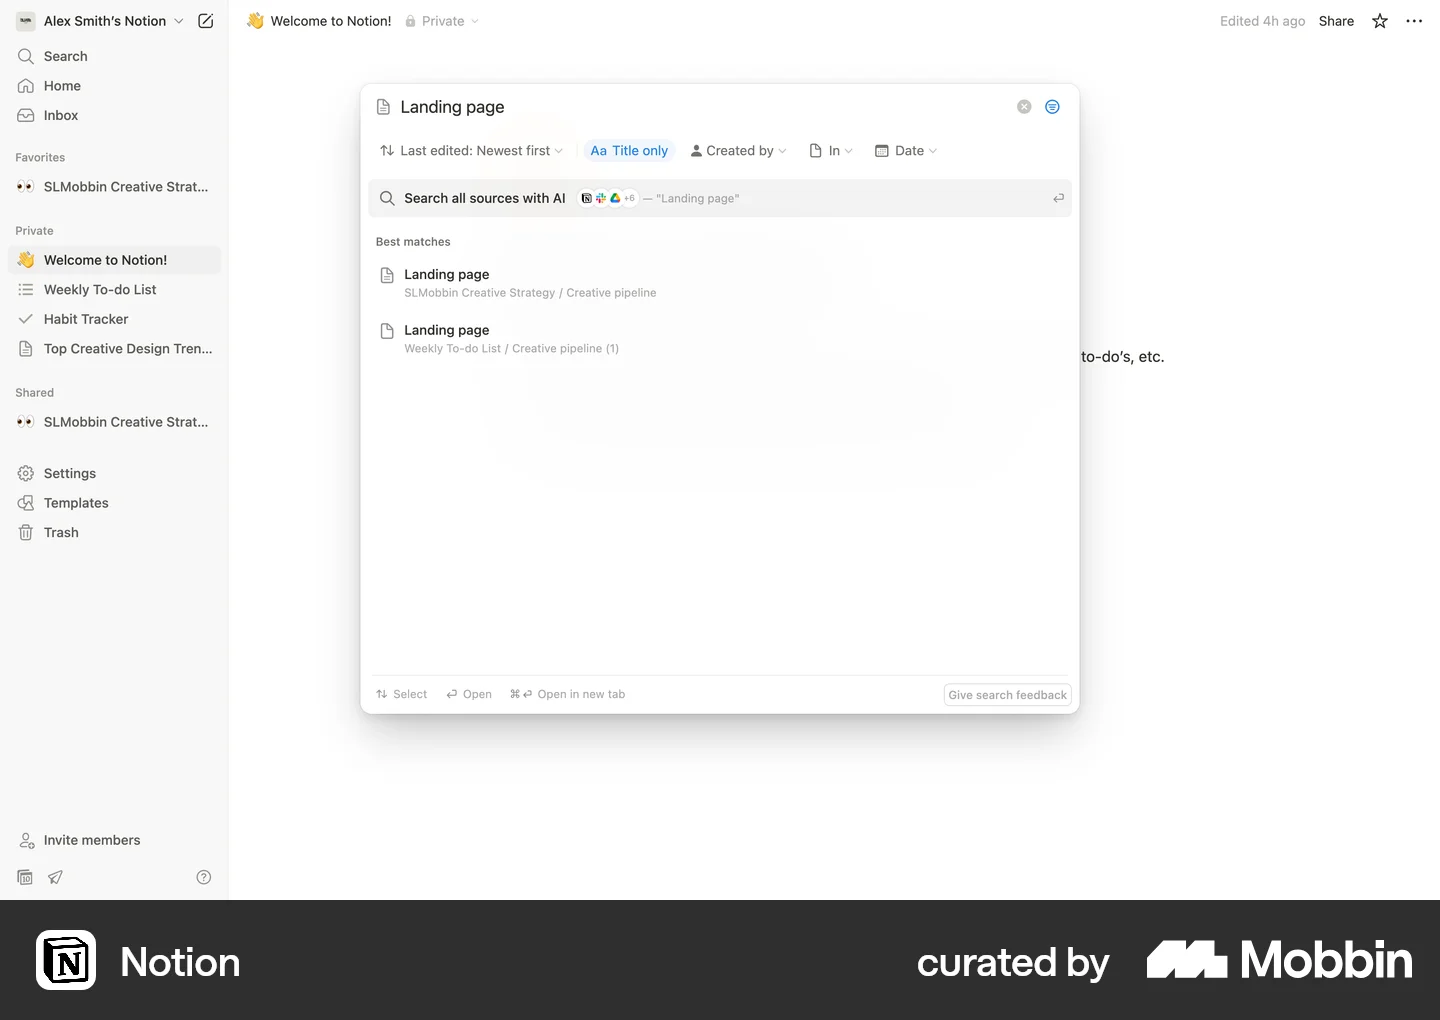 Alex Smith's Notion
Search
Home
Inbox
Favorites
SLMobbin Creative Strat...
Private
Welcome to Notion!
Weekly To-do List
Habit Tracker
Top Creative Design Tren...
Shared
SLMobbin Creative Strat...
Settings
Templates
Trash
Invite members
Welcome to Notion! Private
Edited 4h ago Share
Landing page
Last edited: Newest first Aa Title only Created by In Date
Search all sources with AI +6 — "Landing page"
Best matches
Landing page
SLMobbin Creative Strategy / Creative pipeline
Landing page
Weekly To-do List / Creative pipeline (1)
to-do's, etc.
Select Open ⌘ Open in new tab Give search feedback
Notion curated by Mobbin